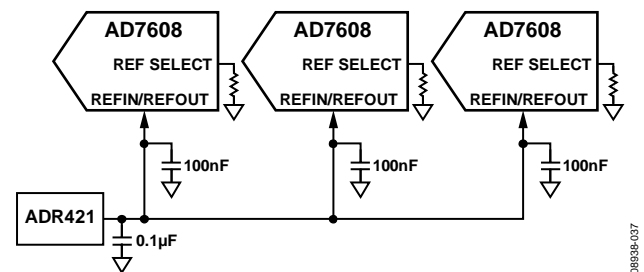 AD7608
REF SELECT
REFIN/REFOUT
100nF
AD7608
REF SELECT
REFIN/REFOUT
100nF
AD7608
REF SELECT
REFIN/REFOUT
100nF
ADR421
0.1µF
08938-037